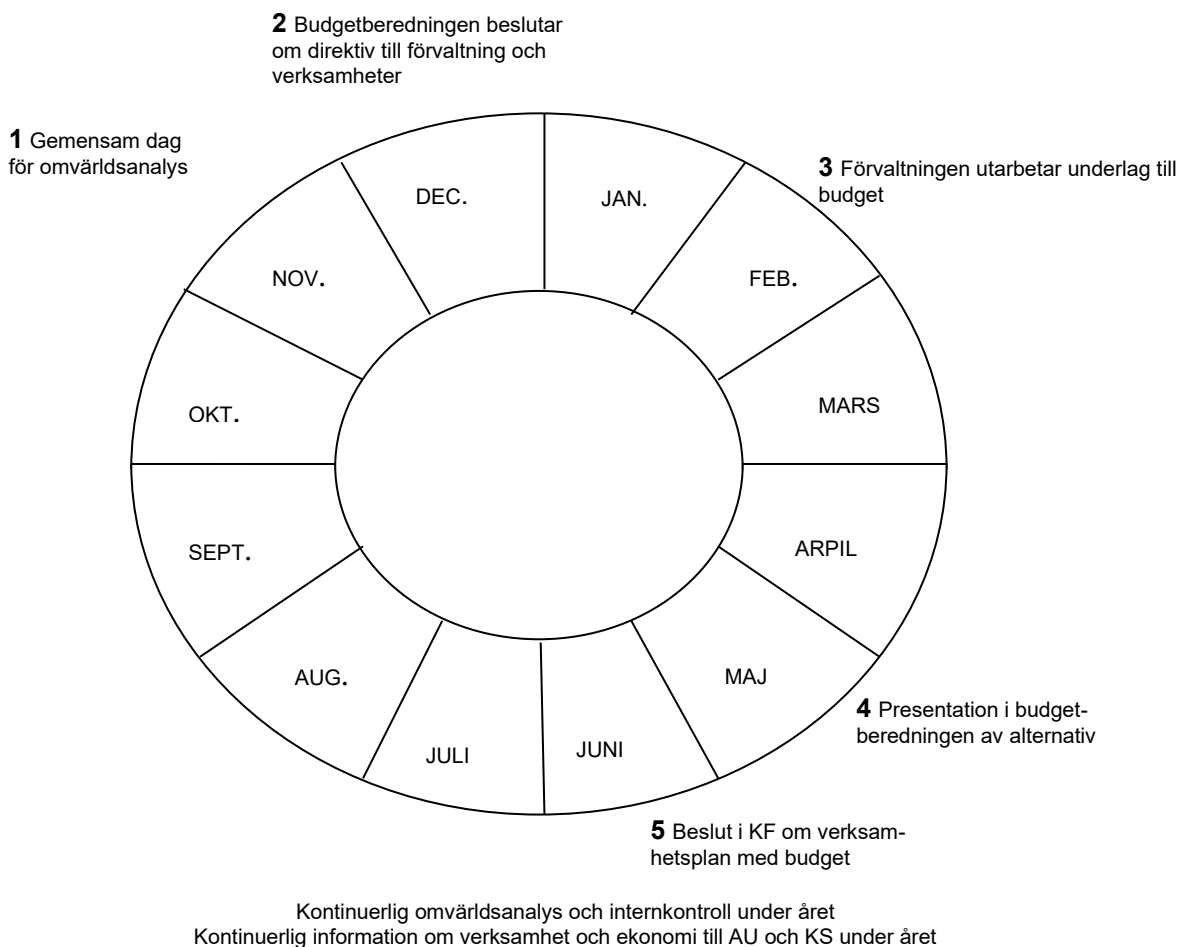 2 Budgetberedningen beslutar
om direktiv till förvaltning och
verksamheter
1 Gemensam dag
för omvärldsanalys
3 Förvaltningen utarbetar underlag till
budget
DEC.
JAN.
NOV.
FEB.
OKT.
MARS
SEPT.
ARPIL
AUG.
MAJ
JULI
JUNI
4 Presentation i budget-
beredningen av alternativ
5 Beslut i KF om verksam-
hetsplan med budget
Kontinuerlig omvärldsanalys och internkontroll under året
Kontinuerlig information om verksamhet och ekonomi till AU och KS under året